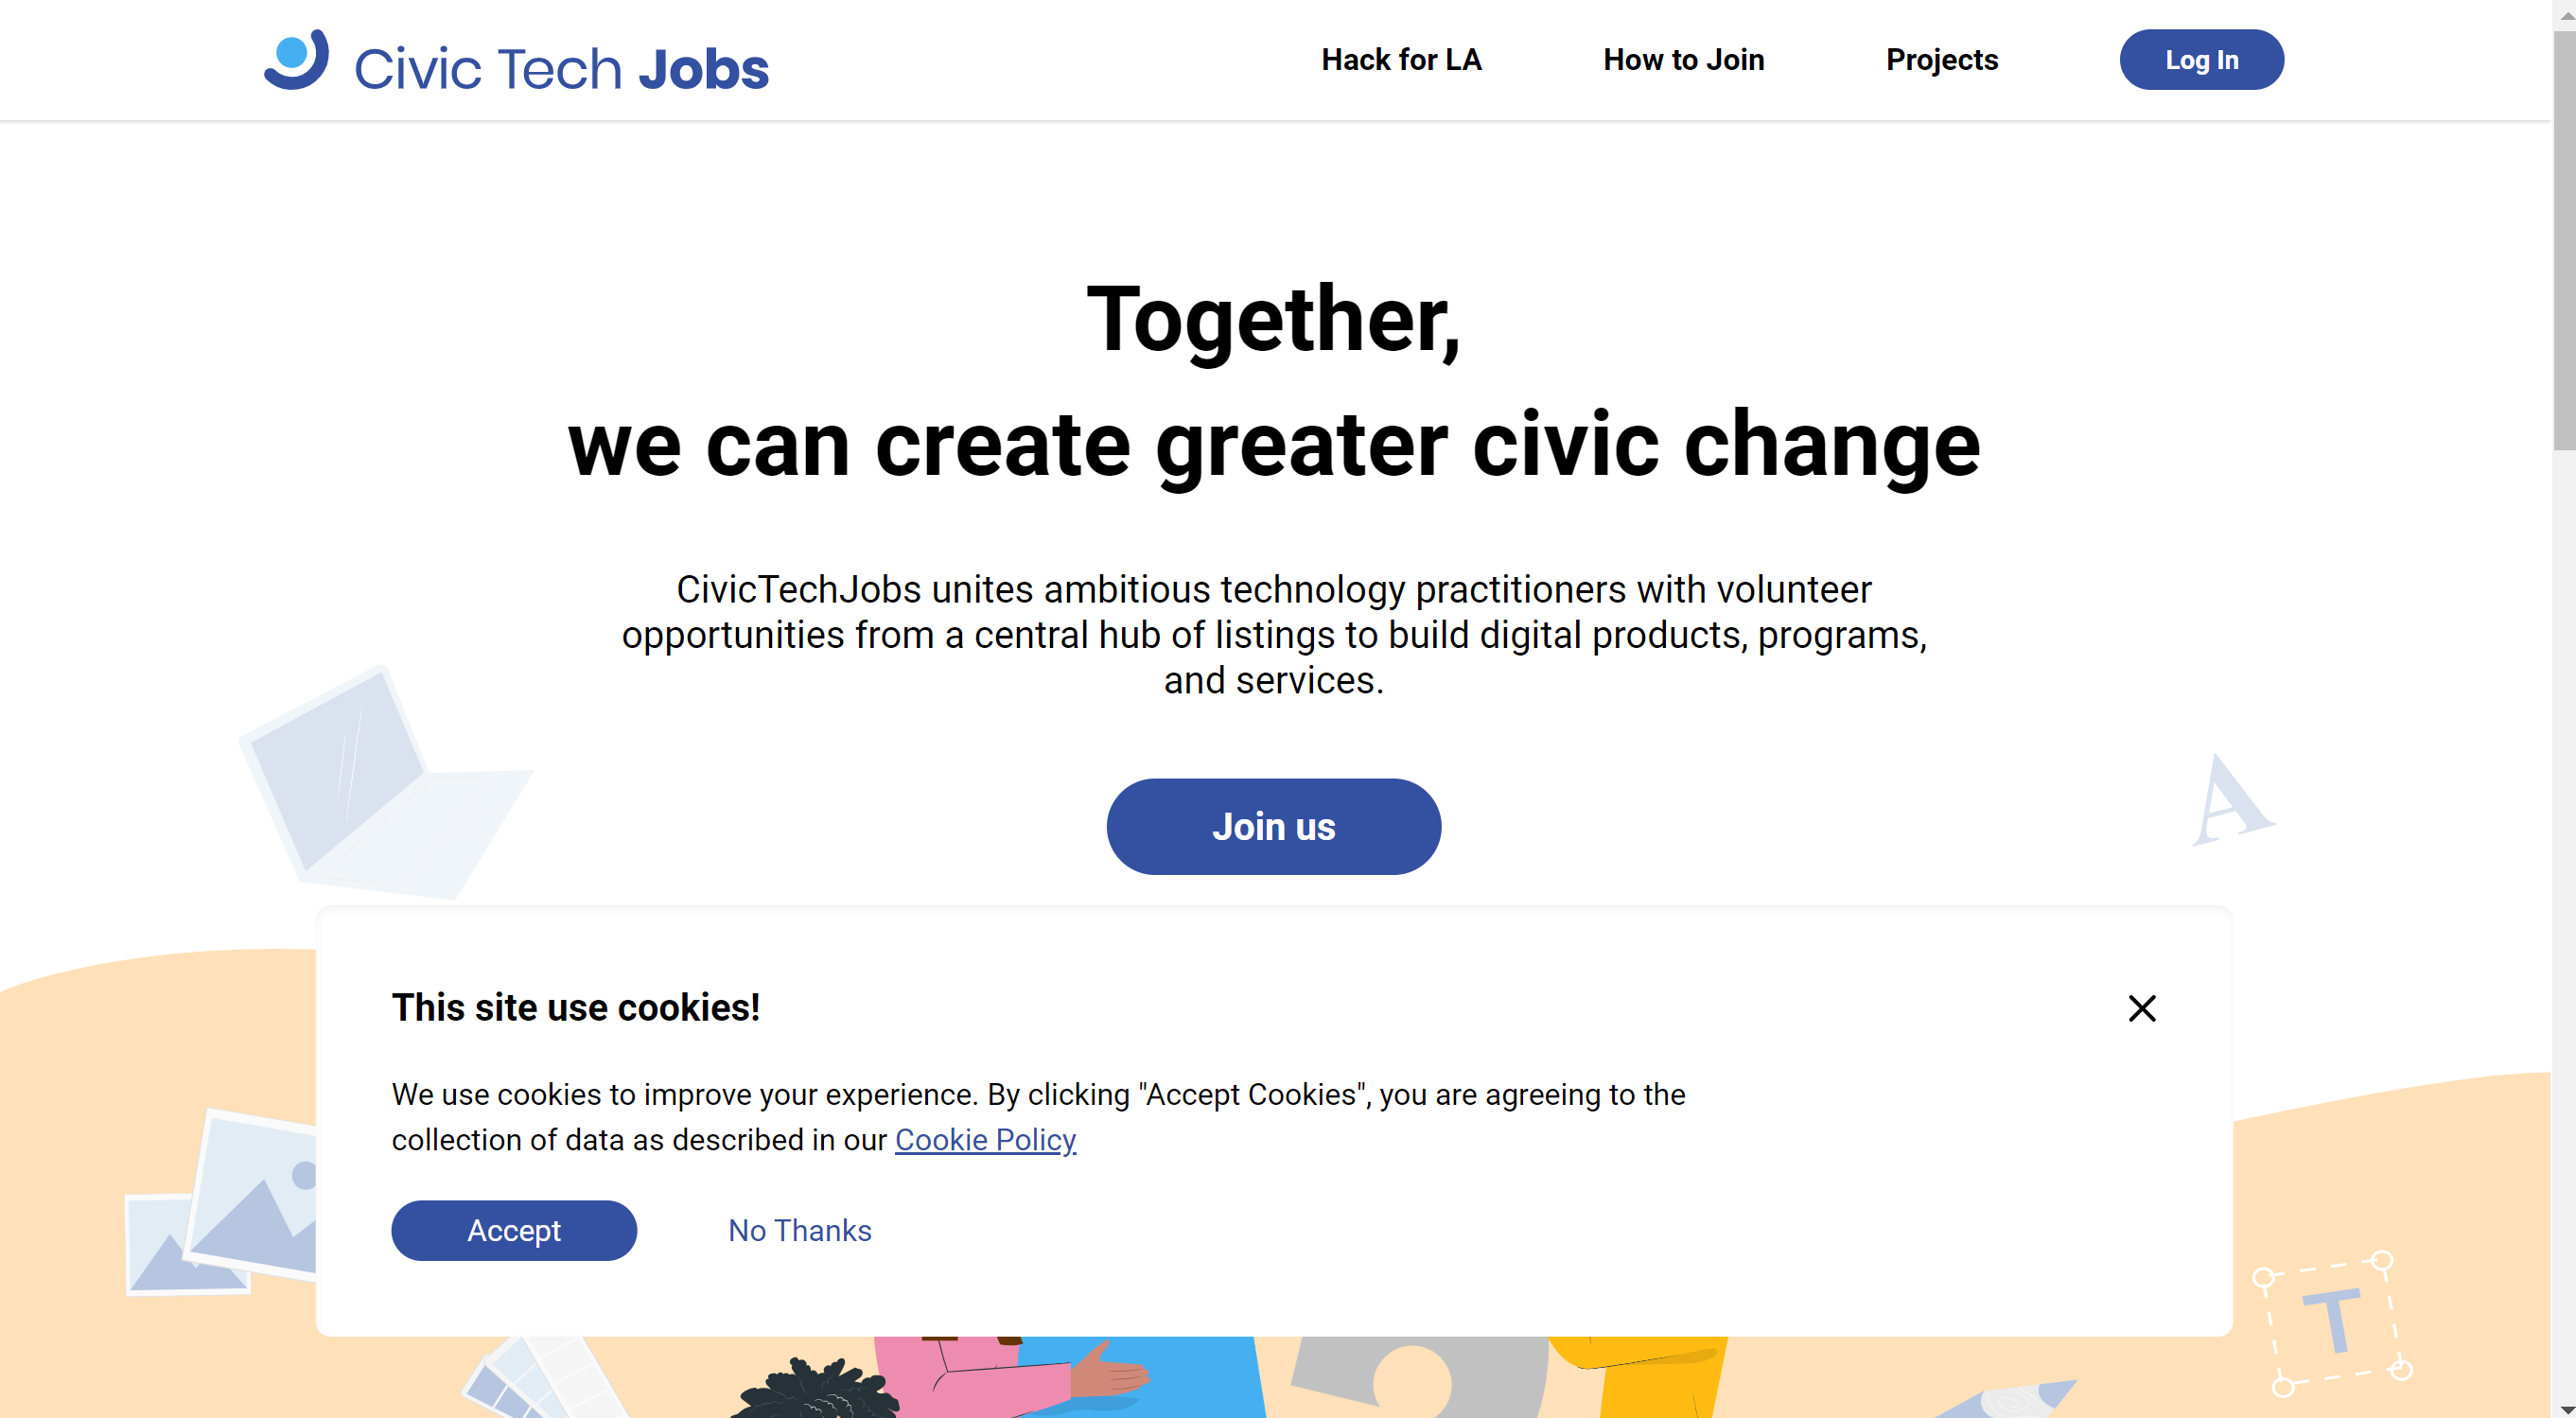 Civic Tech Jobs
Hack for LA
How to Join
Projects
Log In
Together,
we can create greater civic change
CivicTechJobs unites ambitious technology practitioners with volunteer
opportunities from a central hub of listings to build digital products, programs,
and services.
A
Join us
This site use cookies!
We use cookies to improve your experience. By clicking "Accept Cookies", you are agreeing to the
collection of data as described in our Cookie Policy
Accept
No Thanks
T